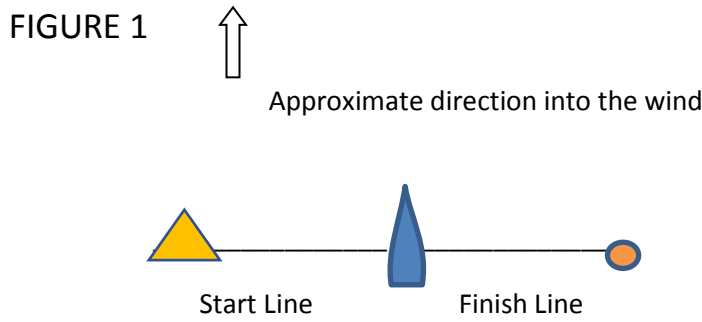 FIGURE 1
Approximate direction into the wind
Start Line
Finish Line